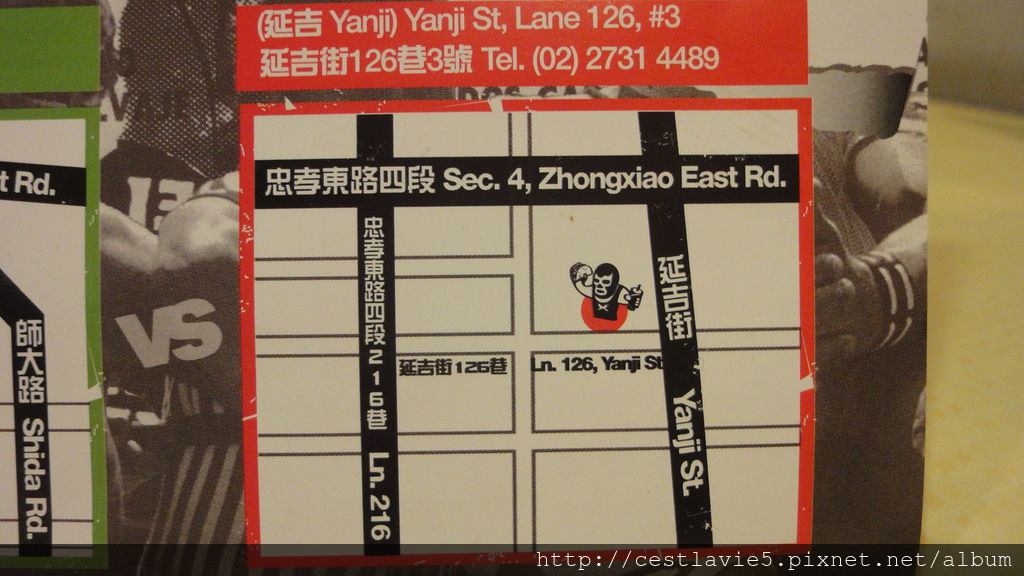 (延吉 Yanji) Yanji St, Lane 126, #3
延吉街126巷3號 Tel. (02) 2731 4489
t Rd.
忠孝東路四段 Sec. 4, Zhongxiao East Rd.
忠孝東路四段216巷 Ln. 216
延吉街 Yanji St
延吉街126巷 Ln. 126, Yanji St
師大路 Shida Rd.
13
VS
http://cestlavie5.pixnet.net/album